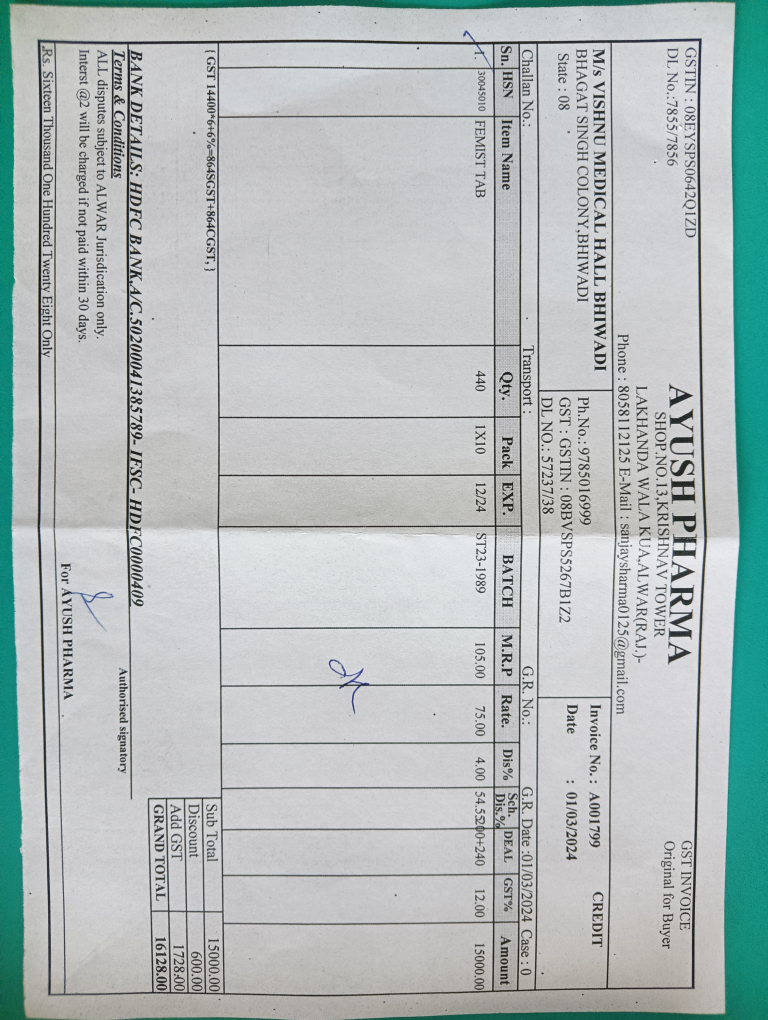 GSTIN : 08EYSPS0642Q1ZD
DL No.:7855/7856
GST INVOICE
Original for Buyer
AYUSH PHARMA
SHOP.NO.13,KRISHNAV TOWER
LAKHANDA WALA KUA,ALWAR(RAJ.)-
Phone : 8058112125 E-Mail : sanjaysharma0125@gmail.com
M/s VISHNU MEDICAL HALL BHIWADI
BHAGAT SINGH COLONY,BHIWADI
State : 08
Ph.No.: 9785016999
GST : GSTIN : 08BVSPS5267B1Z2
DL NO.: 57237/38
Invoice No. : A001799 CREDIT
Date : 01/03/2024
Challan No.: Transport : G.R. No.: G.R. Date :01/03/2024 Case : 0
Sn. HSN Item Name Qty. Pack EXP. BATCH M.R.P Rate. Dis% Sch. Dis.% DEAL GST% Amount
1. 30045010 FEMIST TAB 440 1X10 12/24 ST23-1989 105.00 75.00 4.00 54.55 200+240 12.00 15000.00
{ GST 14400*6+6%=864SGST+864CGST, }
Sub Total 15000.00
Discount 600.00
Add GST 1728.00
GRAND TOTAL 16128.00
BANK DETAILS: HDFC BANK,A/C.50200041385789- IFSC- HDFC0000409
Terms & Conditions
ALL disputes subject to ALWAR Jurisdication only.
Interst @2 will be charged if not paid within 30 days.
Authorised signatory
For AYUSH PHARMA
Rs. Sixteen Thousand One Hundred Twenty Eight Only